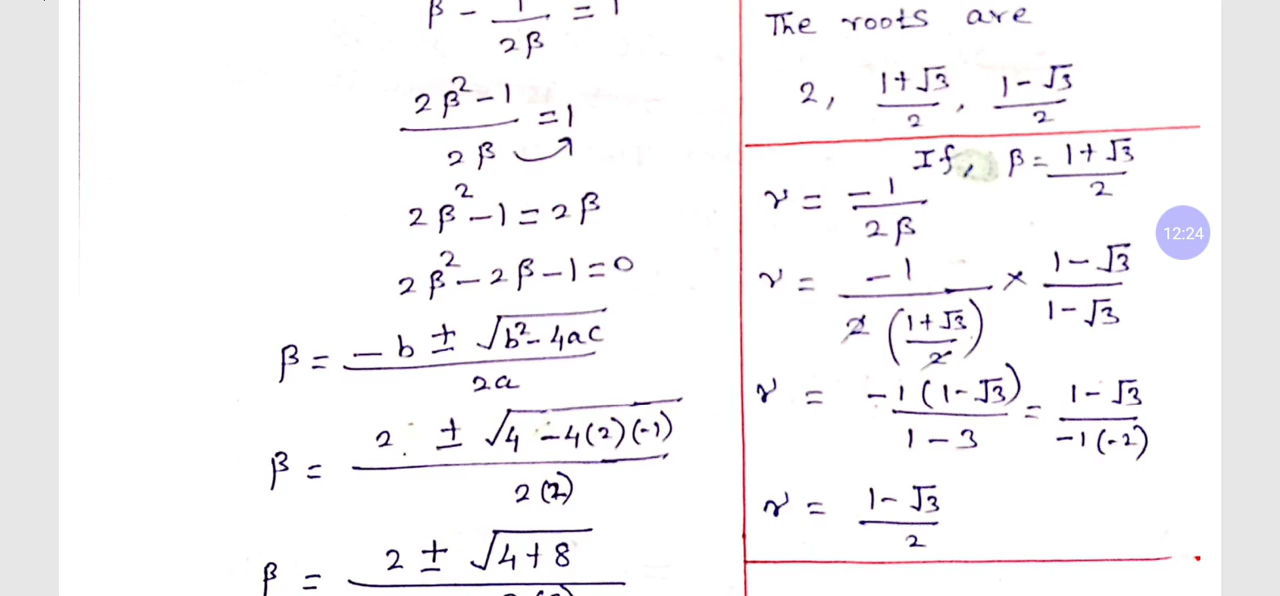 β - 1/2β = 1
(2β² - 1)/2β = 1
2β² - 1 = 2β
2β² - 2β - 1 = 0
β = (-b ± √(b² - 4ac))/2a
β = (2 ± √(4 - 4(2)(-1)))/2(2)
β = (2 ± √(4+8))/
The roots are
2, (1+√3)/2, (1-√3)/2
If, β = (1+√3)/2
γ = -1/2β
γ = -1/(2((1+√3)/2)) × (1-√3)/(1-√3)
γ = -1(1-√3)/(1-3) = (1-√3)/(-1(-2))
γ = (1-√3)/2
12:24